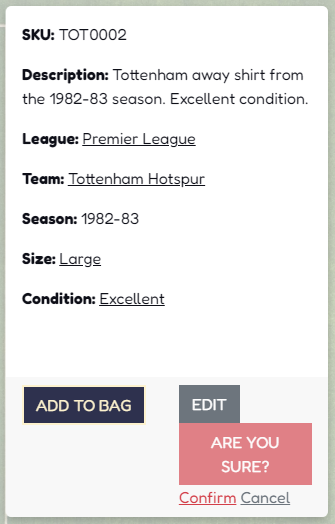 SKU: TOT0002
Description: Tottenham away shirt from
the 1982-83 season. Excellent condition.
League: Premier League
Team: Tottenham Hotspur
Season: 1982-83
Size: Large
Condition: Excellent
ADD TO BAG
EDIT
ARE YOU
SURE?
Confirm Cancel